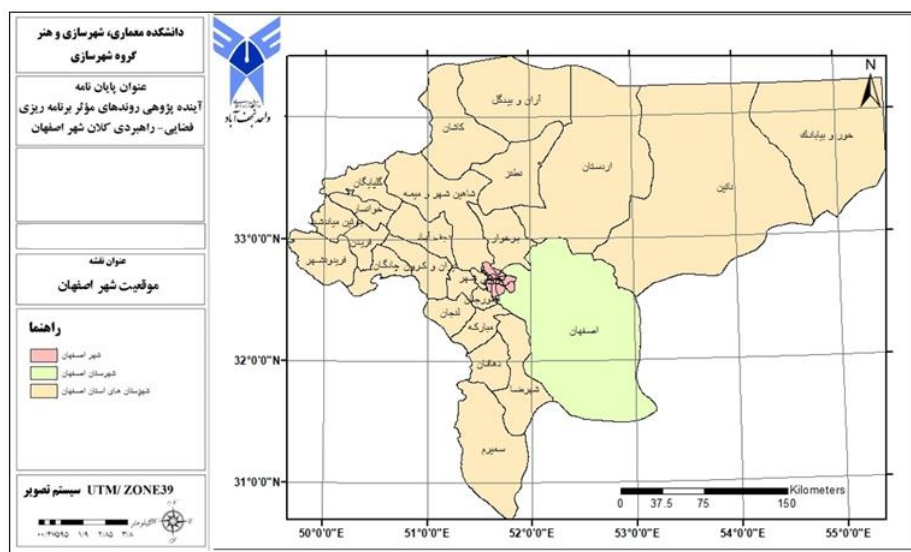 دانشکده معماری، شهرسازی و هنر
گروه شهرسازی
عنوان پایان نامه
آینده پژوهی روندهای مؤثر برنامه ریزی
فضایی- راهبردی کلان شهر اصفهان
عنوان نقشه
موقعیت شهر اصفهان
راهنما
شهر اصفهان
شهرستان اصفهان
شهرستان های استان اصفهان
سیستم تصویر UTM/ ZONE39
کیلومتر
واحد نجف آباد
N
آران و بیدگل
کاشان
نطنز
اردستان
نائین
خور و بیابانک
گلپایگان
شاهین شهر و میمه
خوانسار
برخوار
فریدن
فریدونشهر
تیران و کرون
چادگان
اصفهان
لنجان
مبارکه
دهاقان
شهرضا
سمیرم
33°0'0"N
32°0'0"N
31°0'0"N
50°0'0"E
51°0'0"E
52°0'0"E
53°0'0"E
54°0'0"E
55°0'0"E
Kilometers
0 37.5 75 150